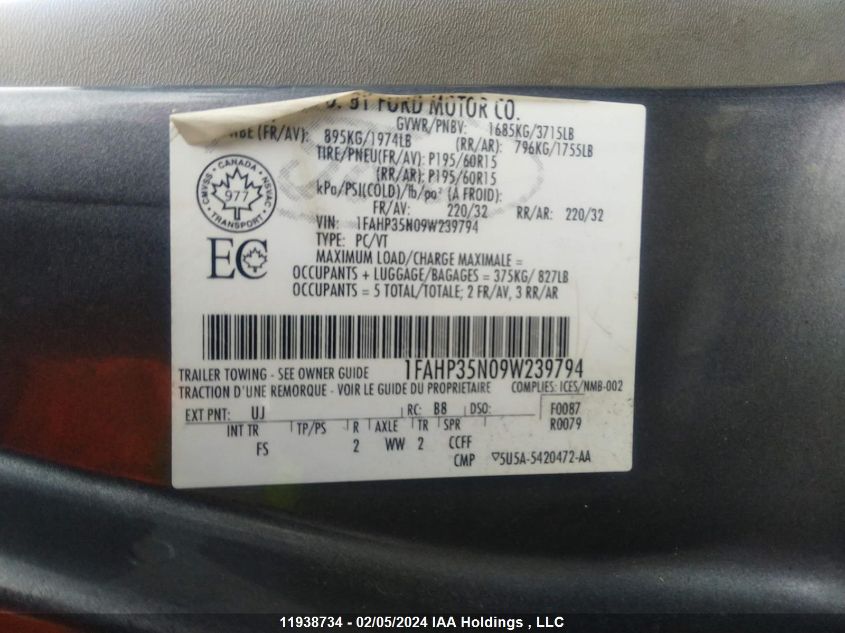 BY FORD MOTOR CO.
GVWR/PNBV: 1685KG/3715LB
(FR/AV): 895KG/1974LB (RR/AR): 796KG/1755LB
TIRE/PNEU(FR/AV): P195/60R15
(RR/AR): P195/60R15
kPa/PSI(COLD)/lb/po² (A FROID):
FR/AV: 220/32 RR/AR: 220/32
VIN: 1FAHP35N09W239794
TYPE: PC/VT
MAXIMUM LOAD/CHARGE MAXIMALE =
OCCUPANTS + LUGGAGE/BAGAGES = 375KG/ 827LB
OCCUPANTS = 5 TOTAL/TOTALE; 2 FR/AV, 3 RR/AR
CANADA
CMVSS NSVAC
977
TRANSPORT
EC
1FAHP35N09W239794
TRAILER TOWING - SEE OWNER GUIDE
TRACTION D'UNE REMORQUE - VOIR LE GUIDE DU PROPRIETAIRE COMPLIES: ICES/NMB-002
EXT PNT: UJ RC: B8 DSO: F0087
R0079
INT TR TP/PS R AXLE TR SPR
FS 2 WW 2 CCFF
CMP 5U5A-5420472-AA
11938734 - 02/05/2024 IAA Holdings , LLC